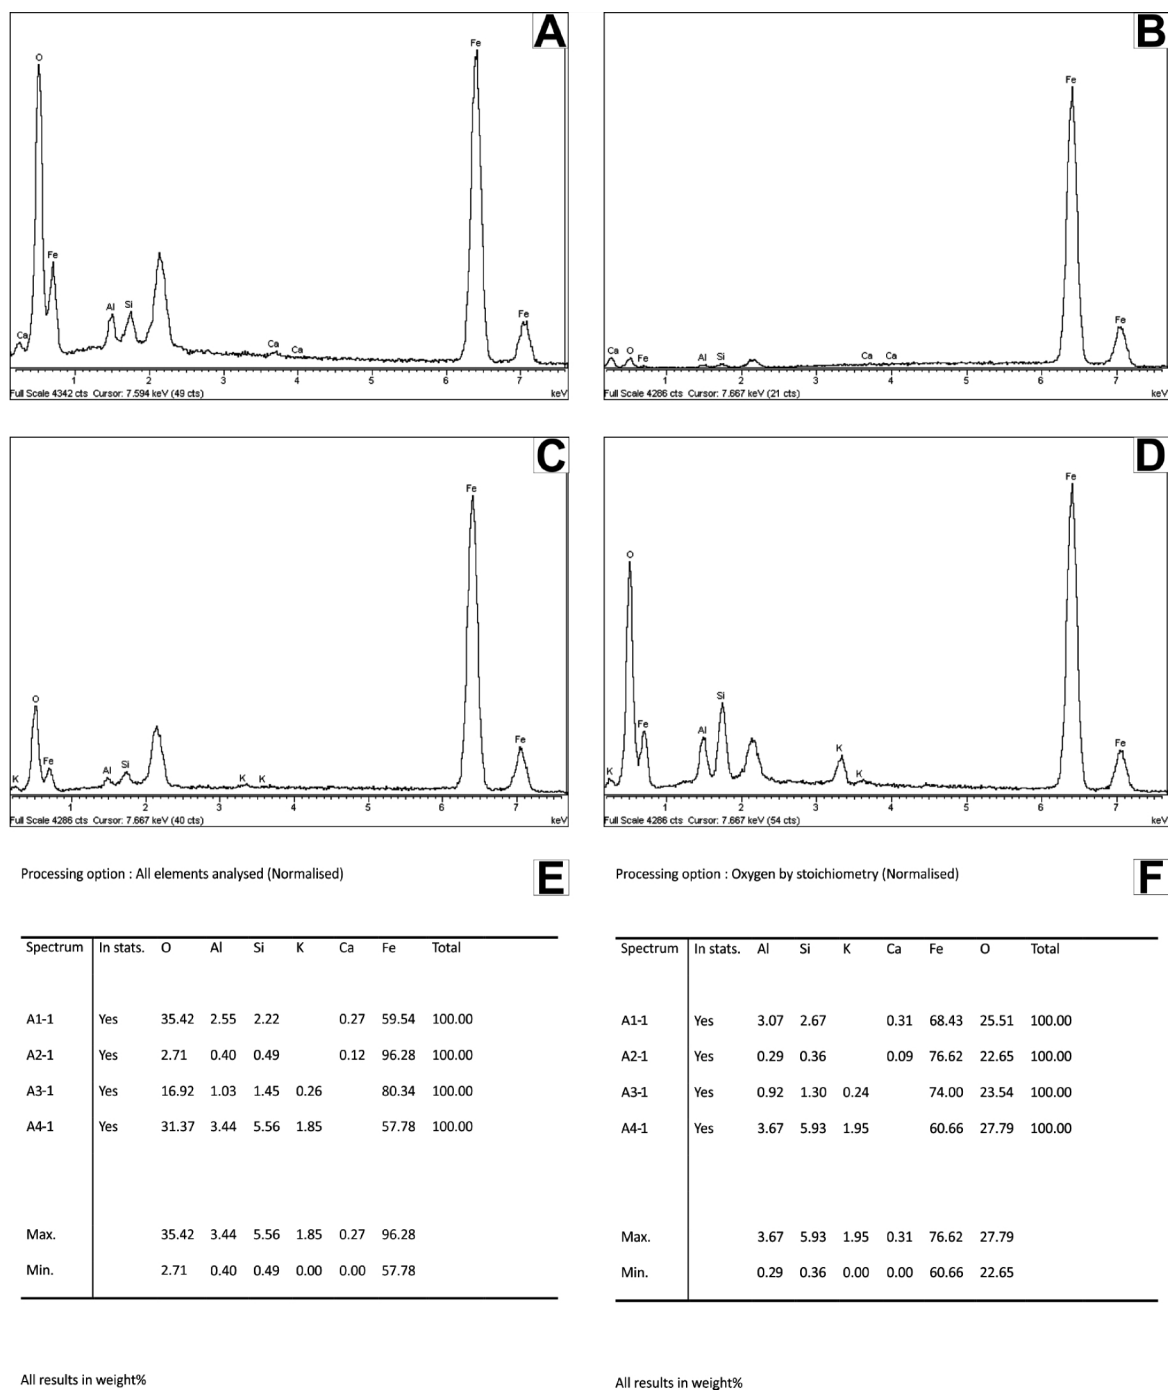 A
O
Fe
Fe
Al
Si
Ca
Ca
Ca
Fe
1 2 3 4 5 6 7
Full Scale 4342 cts Cursor: 7.594 keV (49 cts) keV
B
Fe
Fe
Ca
O
Fe
Al
Si
Ca
Ca
1 2 3 4 5 6 7
Full Scale 4286 cts Cursor: 7.667 keV (21 cts) keV
C
Fe
O
Fe
K
Al
Si
K
K
Fe
1 2 3 4 5 6 7
Full Scale 4286 cts Cursor: 7.667 keV (40 cts) keV
D
Fe
O
Si
Fe
Al
K
K
K
Fe
1 2 3 4 5 6 7
Full Scale 4286 cts Cursor: 7.667 keV (54 cts) keV
Processing option : All elements analysed (Normalised)
E
Spectrum In stats. O Al Si K Ca Fe Total
A1-1 Yes 35.42 2.55 2.22 0.27 59.54 100.00
A2-1 Yes 2.71 0.40 0.49 0.12 96.28 100.00
A3-1 Yes 16.92 1.03 1.45 0.26 80.34 100.00
A4-1 Yes 31.37 3.44 5.56 1.85 57.78 100.00
Max. 35.42 3.44 5.56 1.85 0.27 96.28
Min. 2.71 0.40 0.49 0.00 0.00 57.78
All results in weight%
Processing option : Oxygen by stoichiometry (Normalised)
F
Spectrum In stats. Al Si K Ca Fe O Total
A1-1 Yes 3.07 2.67 0.31 68.43 25.51 100.00
A2-1 Yes 0.29 0.36 0.09 76.62 22.65 100.00
A3-1 Yes 0.92 1.30 0.24 74.00 23.54 100.00
A4-1 Yes 3.67 5.93 1.95 60.66 27.79 100.00
Max. 3.67 5.93 1.95 0.31 76.62 27.79
Min. 0.29 0.36 0.00 0.00 60.66 22.65
All results in weight%